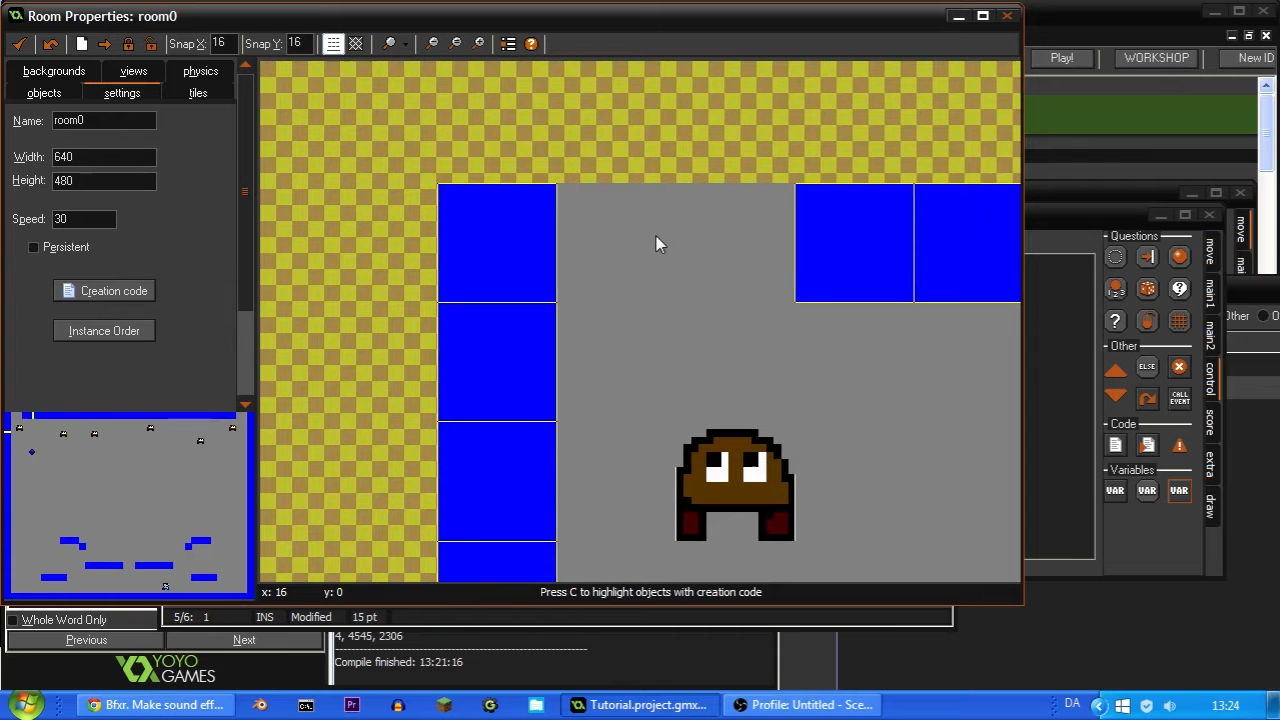 Room Properties: room0
Snap X: 16 Snap Y: 16
Play! WORKSHOP New ID
backgrounds views physics
objects settings tiles
Name: room0
Width: 640
Height: 480
Speed: 30
Persistent
Creation code
Instance Order
x: 16 y: 0 Press C to highlight objects with creation code
move
main1
main2
control
score
extra
draw
Questions
Other
ELSE
CALL EVENT
Code
Variables
VAR VAR VAR
move
Other
Whole Word Only 5/6: 1 INS Modified 15 pt
Previous Next
4, 4545, 2306
Compile finished: 13:21:16
YOYO GAMES
Bfxr. Make sound eff... Tutorial.project.gmx... Profile: Untitled - Sce... DA 13:24